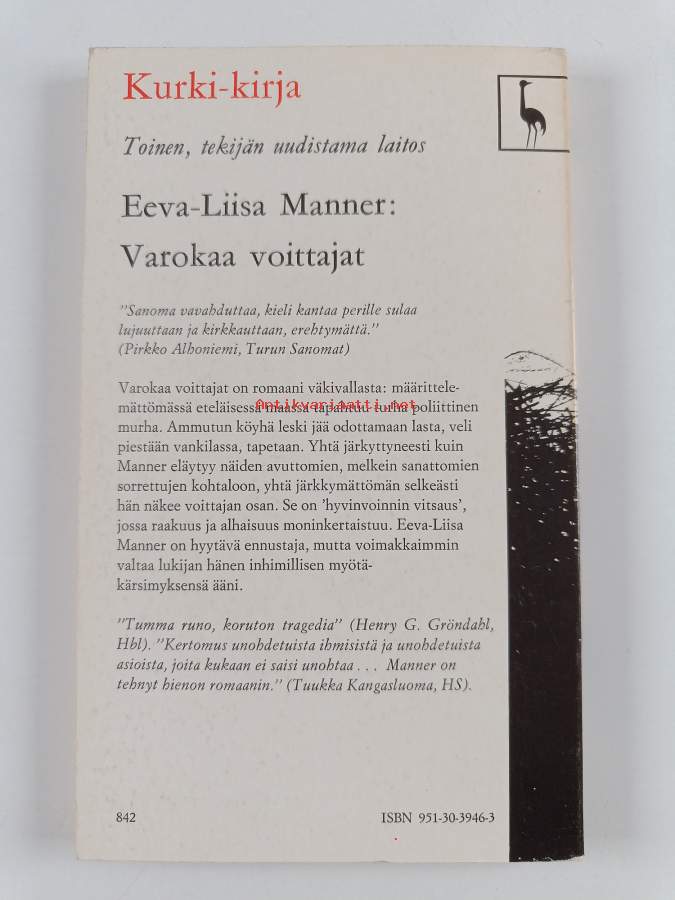 Kurki-kirja
Toinen, tekijän uudistama laitos
Eeva-Liisa Manner:
Varokaa voittajat
"Sanoma vavahduttaa, kieli kantaa perille sulaa
lujuuttaan ja kirkkauttaan, erehtymättä."
(Pirkko Alhoniemi, Turun Sanomat)
Varokaa voittajat on romaani väkivallasta: määrittele-
mättömässä eteläisessä maassa tapahtuu turha poliittinen
Antikvariaatti.net
murha. Ammutun köyhä leski jää odottamaan lasta, veli
piestään vankilassa, tapetaan. Yhtä järkyttyneesti kuin
Manner eläytyy näiden avuttomien, melkein sanattomien
sorrettujen kohtaloon, yhtä järkkymättömän selkeästi
hän näkee voittajan osan. Se on 'hyvinvoinnin vitsaus',
jossa raakuus ja alhaisuus moninkertaistuu. Eeva-Liisa
Manner on hyytävä ennustaja, mutta voimakkaimmin
valtaa lukijan hänen inhimillisen myötä-
kärsimyksensä ääni.
"Tumma runo, koruton tragedia" (Henry G. Gröndahl,
Hbl). "Kertomus unohdetuista ihmisistä ja unohdetuista
asioista, joita kukaan ei saisi unohtaa . . . Manner on
tehnyt hienon romaanin." (Tuukka Kangasluoma, HS).
842
ISBN 951-30-3946-3